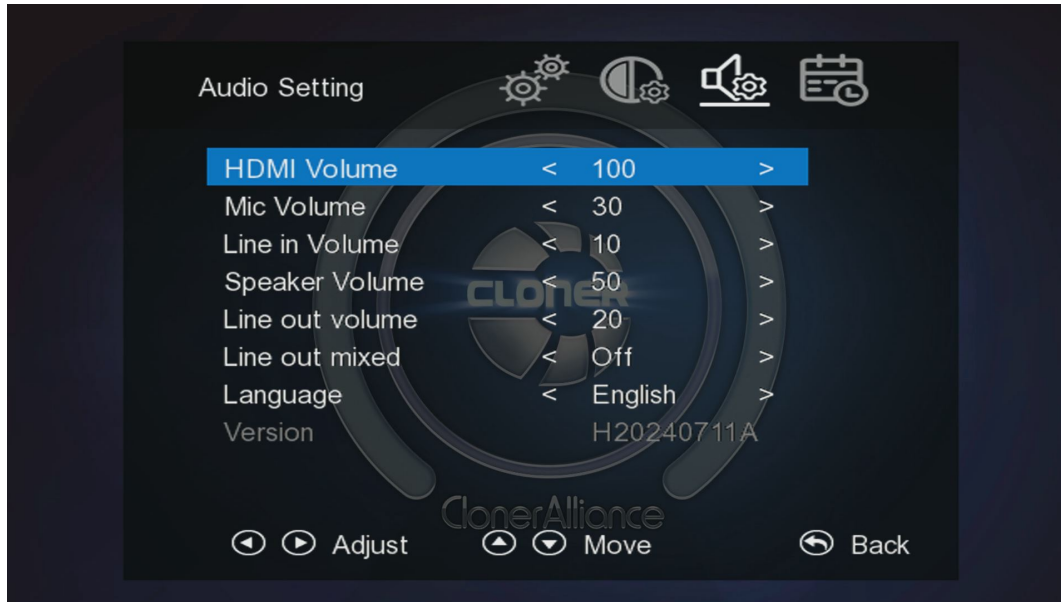 Audio Setting
HDMI Volume < 100 >
Mic Volume < 30 >
Line in Volume < 10 >
Speaker Volume < 50 >
Line out volume < 20 >
Line out mixed < Off >
Language < English >
Version H20240711A
CLONER
ClonerAlliance
Adjust Move Back